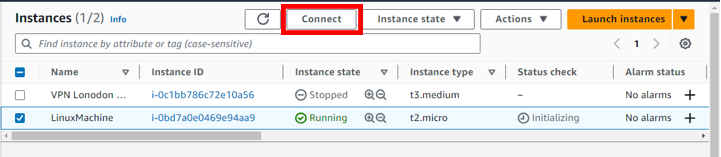 Instances (1/2) Info
Connect
Instance state
Actions
Launch instances
Find instance by attribute or tag (case-sensitive)
1
Name Instance ID Instance state Instance type Status check Alarm status
VPN Lonodon ... i-0c1bb786c72e10a56 Stopped t3.medium – No alarms
LinuxMachine i-0bd7a0e0469e94aa9 Running t2.micro Initializing No alarms